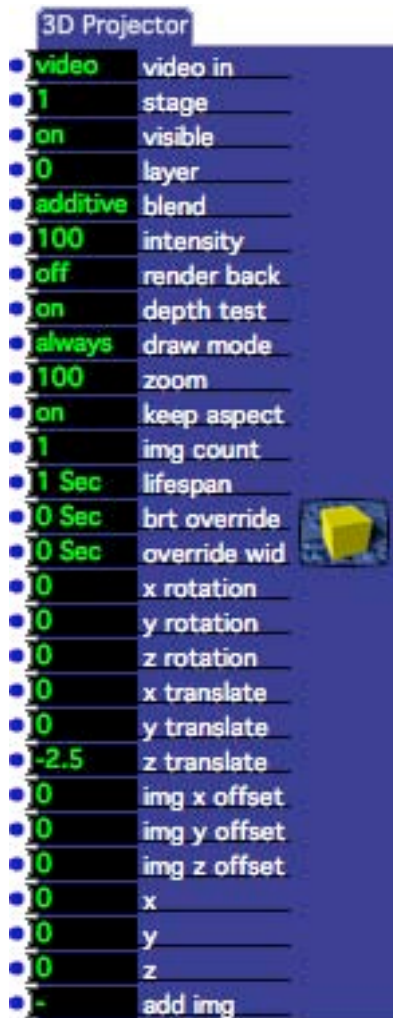 3D Projector
video video in
1 stage
on visible
0 layer
additive blend
100 intensity
off render back
on depth test
always draw mode
100 zoom
on keep aspect
1 img count
1 Sec lifespan
0 Sec brt override
0 Sec override wid
0 x rotation
0 y rotation
0 z rotation
0 x translate
0 y translate
-2.5 z translate
0 img x offset
0 img y offset
0 img z offset
0 x
0 y
0 z
- add img